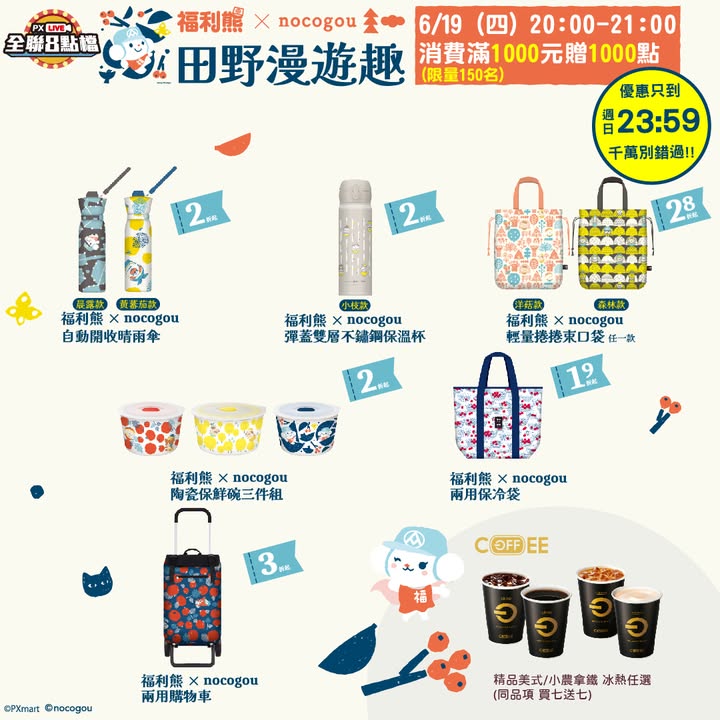 PX LIVE
全聯8點檔
福利熊 × nocogou
田野漫遊趣
6/19 (四) 20:00-21:00
消費滿1000元贈1000點
(限量150名)
優惠只到
週日 23:59
千萬別錯過!!
2折起
晨露款 黃蕃茄款
福利熊 × nocogou
自動開收晴雨傘
2折起
小枝款
福利熊 × nocogou
彈蓋雙層不鏽鋼保溫杯
28折起
洋菇款 森林款
福利熊 × nocogou
輕量捲捲束口袋 任一款
2折起
福利熊 × nocogou
陶瓷保鮮碗三件組
19折起
福利熊 × nocogou
兩用保冷袋
3折起
福利熊 × nocogou
兩用購物車
福
COFFEE
精品美式/小農拿鐵 冰熱任選
(同品項 買七送七)
©PXmart ©nocogou